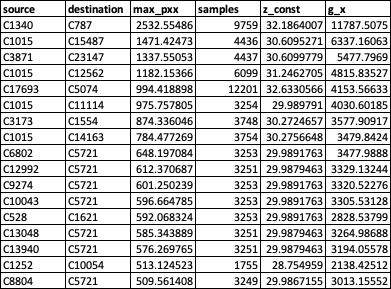 source destination max_pxx samples z_const g_x
C1340 C787 2532.55486 9759 32.1864007 11787.5075
C1015 C15487 1471.42473 4436 30.6095271 6337.16063
C3871 C23147 1337.55053 4437 30.6099779 5477.7969
C1015 C12562 1182.15366 6099 31.2462705 4815.83527
C17693 C5074 994.418898 12201 32.6330566 4153.56633
C1015 C11114 975.757805 3254 29.989791 4030.60185
C3173 C1554 874.336046 3748 30.2724657 3577.90917
C1015 C14163 784.477269 3754 30.2756648 3479.8424
C6802 C5721 648.197084 3253 29.9891763 3477.9888
C12992 C5721 612.370687 3251 29.9879463 3329.13244
C9274 C5721 601.250239 3253 29.9891763 3320.52276
C10043 C5721 596.664785 3253 29.9891763 3305.53128
C528 C1621 592.068324 3253 29.9891763 2828.53799
C13048 C5721 585.343889 3251 29.9879463 3264.98688
C13940 C5721 576.269765 3251 29.9879463 3194.05578
C1252 C10054 513.124523 1755 28.754959 2138.42512
C8804 C5721 509.561408 3249 29.9867155 3013.15552